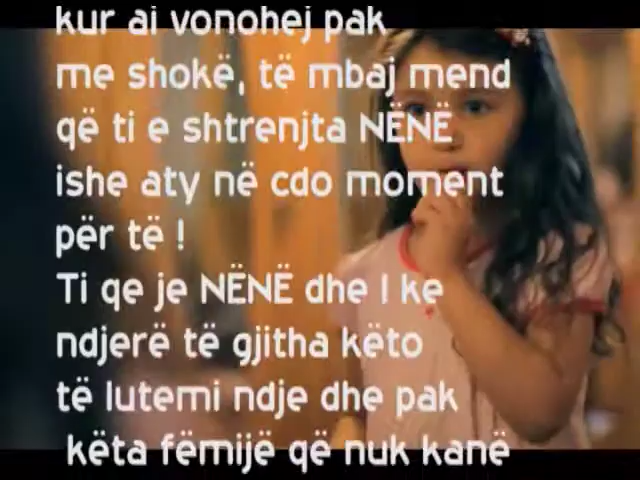 kur ai vonohej pak
me shokë, të mbaj mend
që ti e shtrenjta NËNË
ishe aty në cdo moment
për të !
Ti qe je NËNË dhe I ke
ndjerë të gjitha këto
të lutemi ndje dhe pak
këta fëmijë që nuk kanë